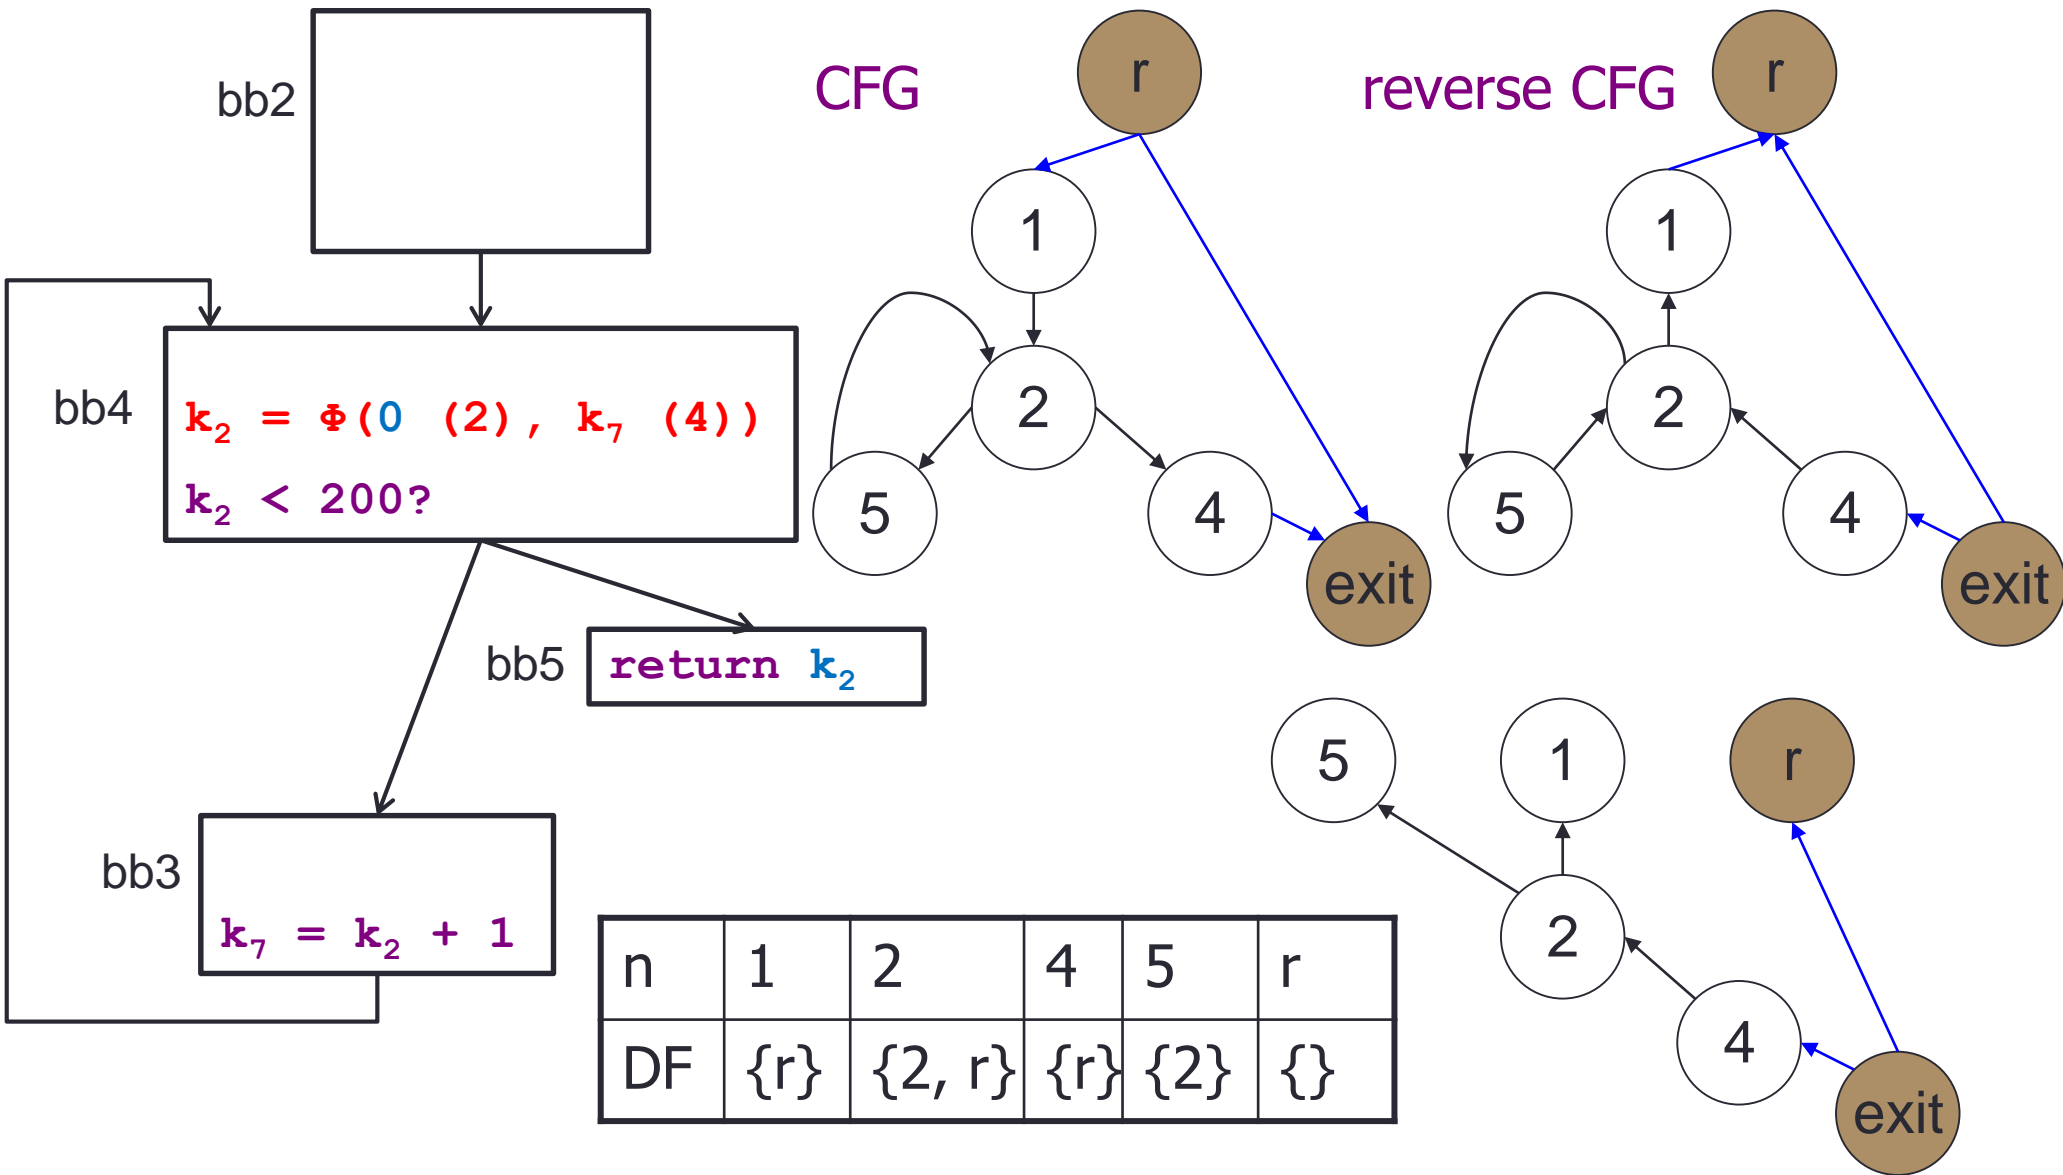 bb2
bb4
k₂ = Φ(0 (2), k₇ (4))
k₂ < 200?
bb5
return k₂
bb3
k₇ = k₂ + 1
CFG
r
1
2
5
4
exit
reverse CFG
r
1
2
5
4
exit
5
1
r
2
4
exit
n 1 2 4 5 r
DF {r} {2, r} {r} {2} {}